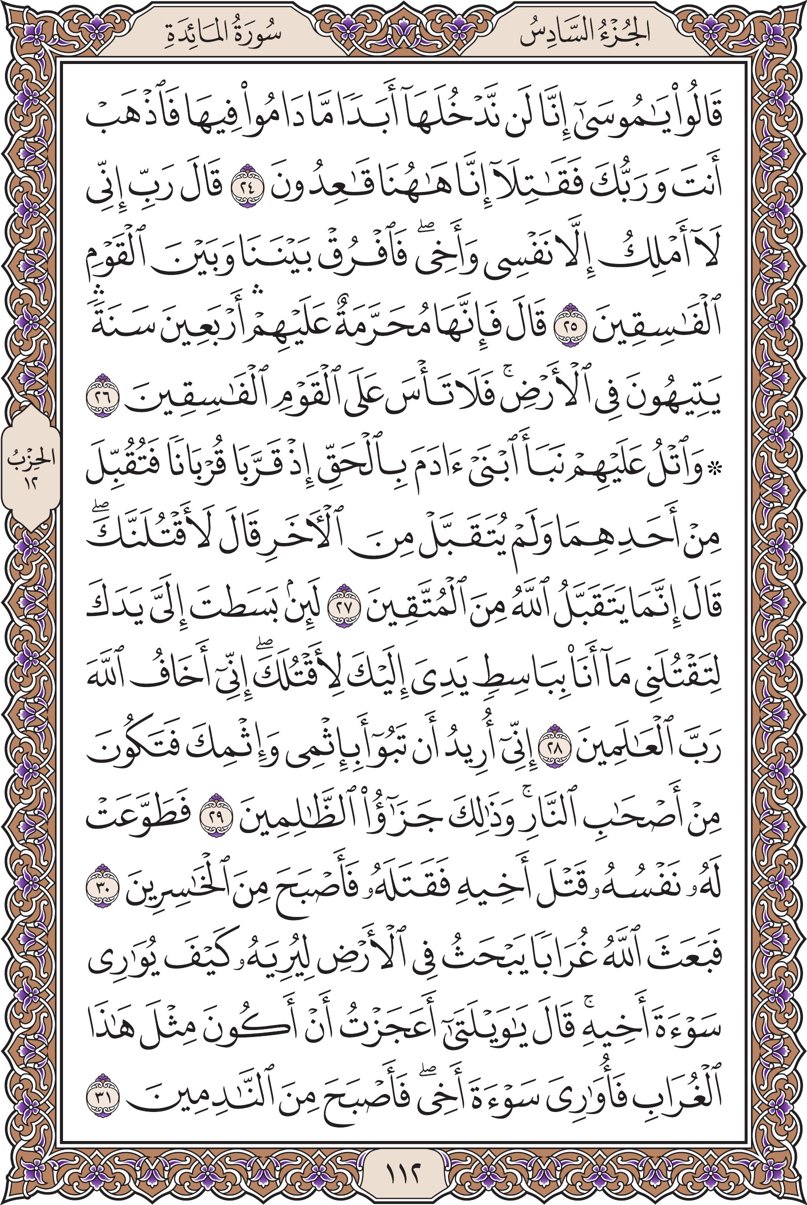 الجُزْءُ السَّادِسُ
سُورَةُ المَائِدَةِ
قَالُواْ يَٰمُوسَىٰٓ إِنَّا لَن نَّدۡخُلَهَآ أَبَدٗا مَّا دَامُواْ فِيهَا فَٱذۡهَبۡ
أَنتَ وَرَبُّكَ فَقَٰتِلَآ إِنَّا هَٰهُنَا قَٰعِدُونَ ٢٤ قَالَ رَبِّ إِنِّي
لَآ أَمۡلِكُ إِلَّا نَفۡسِي وَأَخِيۖ فَٱفۡرُقۡ بَيۡنَنَا وَبَيۡنَ ٱلۡقَوۡمِ
ٱلۡفَٰسِقِينَ ٢٥ قَالَ فَإِنَّهَا مُحَرَّمَةٌ عَلَيۡهِمۡۛ أَرۡبَعِينَ سَنَةٗۛ
يَتِيهُونَ فِي ٱلۡأَرۡضِۚ فَلَا تَأۡسَ عَلَى ٱلۡقَوۡمِ ٱلۡفَٰسِقِينَ ٢٦
۞ وَٱتۡلُ عَلَيۡهِمۡ نَبَأَ ٱبۡنَيۡ ءَادَمَ بِٱلۡحَقِّ إِذۡ قَرَّبَا قُرۡبَانٗا فَتُقُبِّلَ
مِنۡ أَحَدِهِمَا وَلَمۡ يُتَقَبَّلۡ مِنَ ٱلۡأٓخَرِ قَالَ لَأَقۡتُلَنَّكَۖ
قَالَ إِنَّمَا يَتَقَبَّلُ ٱللَّهُ مِنَ ٱلۡمُتَّقِينَ ٢٧ لَئِنۢ بَسَطتَ إِلَيَّ يَدَكَ
لِتَقۡتُلَنِي مَآ أَنَا۠ بِبَاسِطٖ يَدِيَ إِلَيۡكَ لِأَقۡتُلَكَۖ إِنِّيٓ أَخَافُ ٱللَّهَ
رَبَّ ٱلۡعَٰلَمِينَ ٢٨ إِنِّيٓ أُرِيدُ أَن تَبُوٓأَ بِإِثۡمِي وَإِثۡمِكَ فَتَكُونَ
مِنۡ أَصۡحَٰبِ ٱلنَّارِۚ وَذَٰلِكَ جَزَٰٓؤُاْ ٱلظَّٰلِمِينَ ٢٩ فَطَوَّعَتۡ
لَهُۥ نَفۡسُهُۥ قَتۡلَ أَخِيهِ فَقَتَلَهُۥ فَأَصۡبَحَ مِنَ ٱلۡخَٰسِرِينَ ٣٠
فَبَعَثَ ٱللَّهُ غُرَابٗا يَبۡحَثُ فِي ٱلۡأَرۡضِ لِيُرِيَهُۥ كَيۡفَ يُوَٰرِي
سَوۡءَةَ أَخِيهِۚ قَالَ يَٰوَيۡلَتَىٰٓ أَعَجَزۡتُ أَنۡ أَكُونَ مِثۡلَ هَٰذَا
ٱلۡغُرَابِ فَأُوَٰرِيَ سَوۡءَةَ أَخِيۖ فَأَصۡبَحَ مِنَ ٱلنَّٰدِمِينَ ٣١
الحِزْبُ
١٢
١١٢